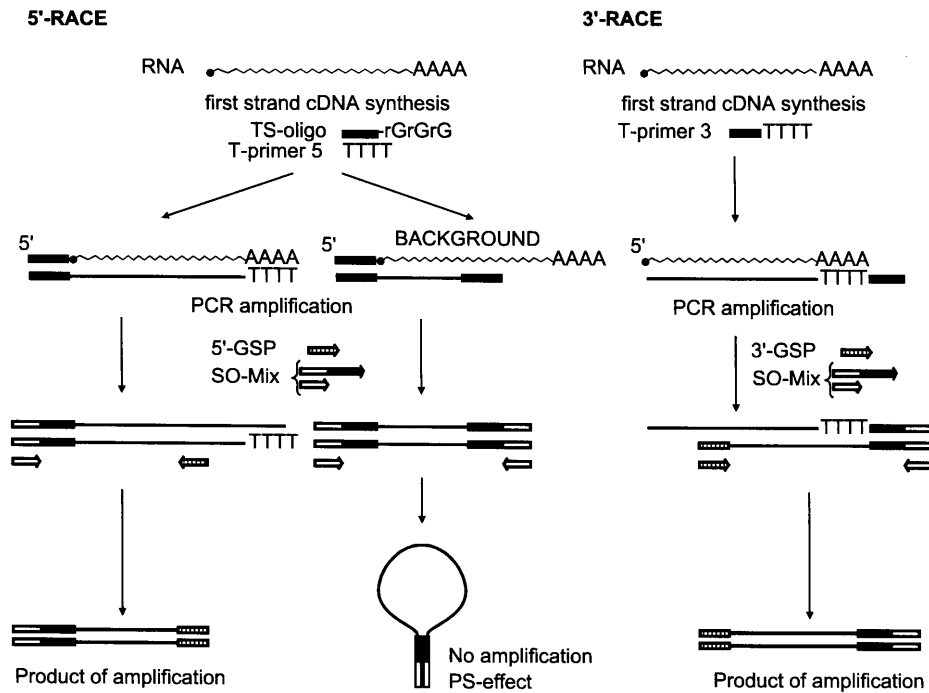 5'-RACE
RNA
AAAA
first strand cDNA synthesis
TS-oligo
-rGrGrG
T-primer 5
TTTT
5'
AAAA
TTTT
5'
BACKGROUND
AAAA
PCR amplification
5'-GSP
SO-Mix
TTTT
Product of amplification
No amplification
PS-effect
3'-RACE
RNA
AAAA
first strand cDNA synthesis
T-primer 3
TTTT
5'
AAAA
TTTT
PCR amplification
3'-GSP
SO-Mix
TTTT
Product of amplification